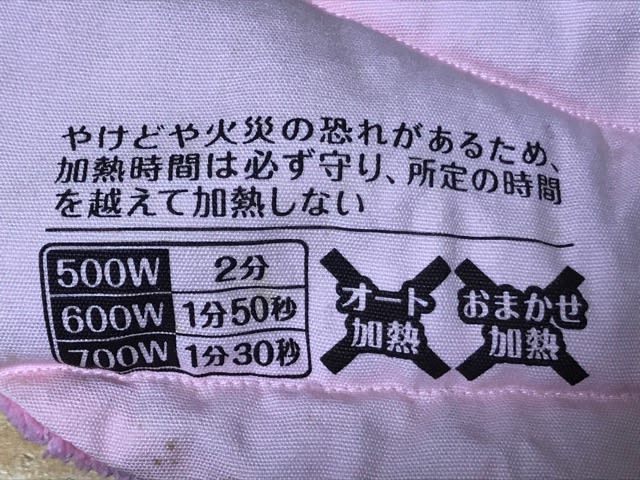 やけどや火災の恐れがあるため、
加熱時間は必ず守り、所定の時間
を越えて加熱しない
500W 2分
600W 1分50秒
700W 1分30秒
オート
加熱
おまかせ
加熱